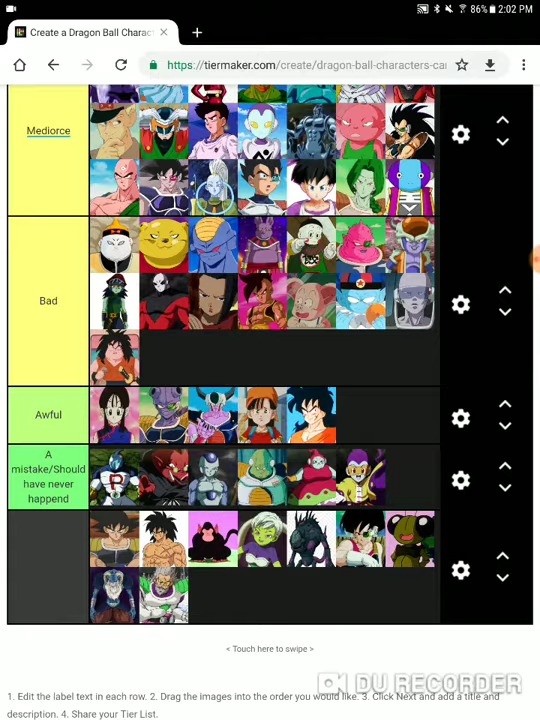 86% 2:02 PM
Create a Dragon Ball Charact
https://tiermaker.com/create/dragon-ball-characters-car
Mediorce
Bad
Awful
A
mistake/Should
have never
happend
< Touch here to swipe >
DU RECORDER
1. Edit the label text in each row. 2. Drag the images into the order you would like. 3. Click Next and add a title and
description. 4. Share your Tier List.